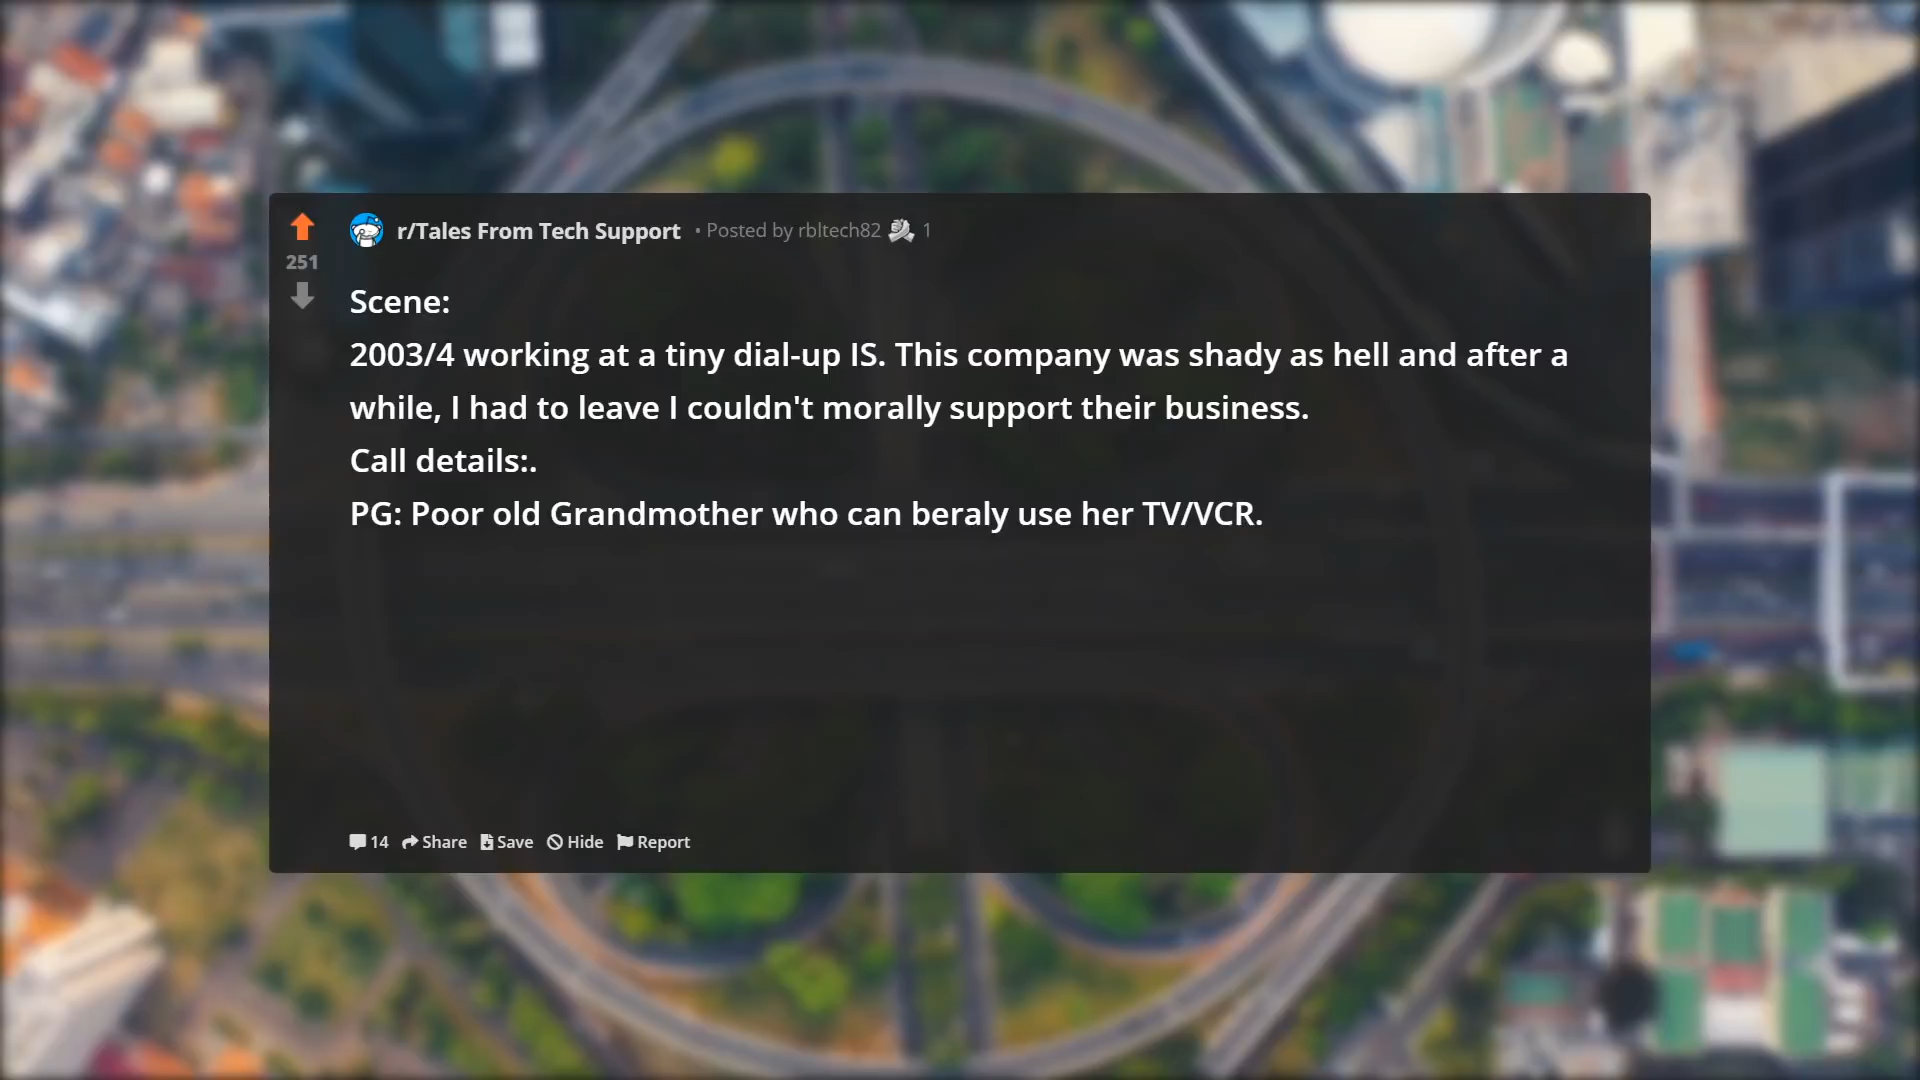 r/Tales From Tech Support • Posted by rbltech82 1
251
Scene:
2003/4 working at a tiny dial-up IS. This company was shady as hell and after a
while, I had to leave I couldn't morally support their business.
Call details:.
PG: Poor old Grandmother who can beraly use her TV/VCR.
14 Share Save Hide Report